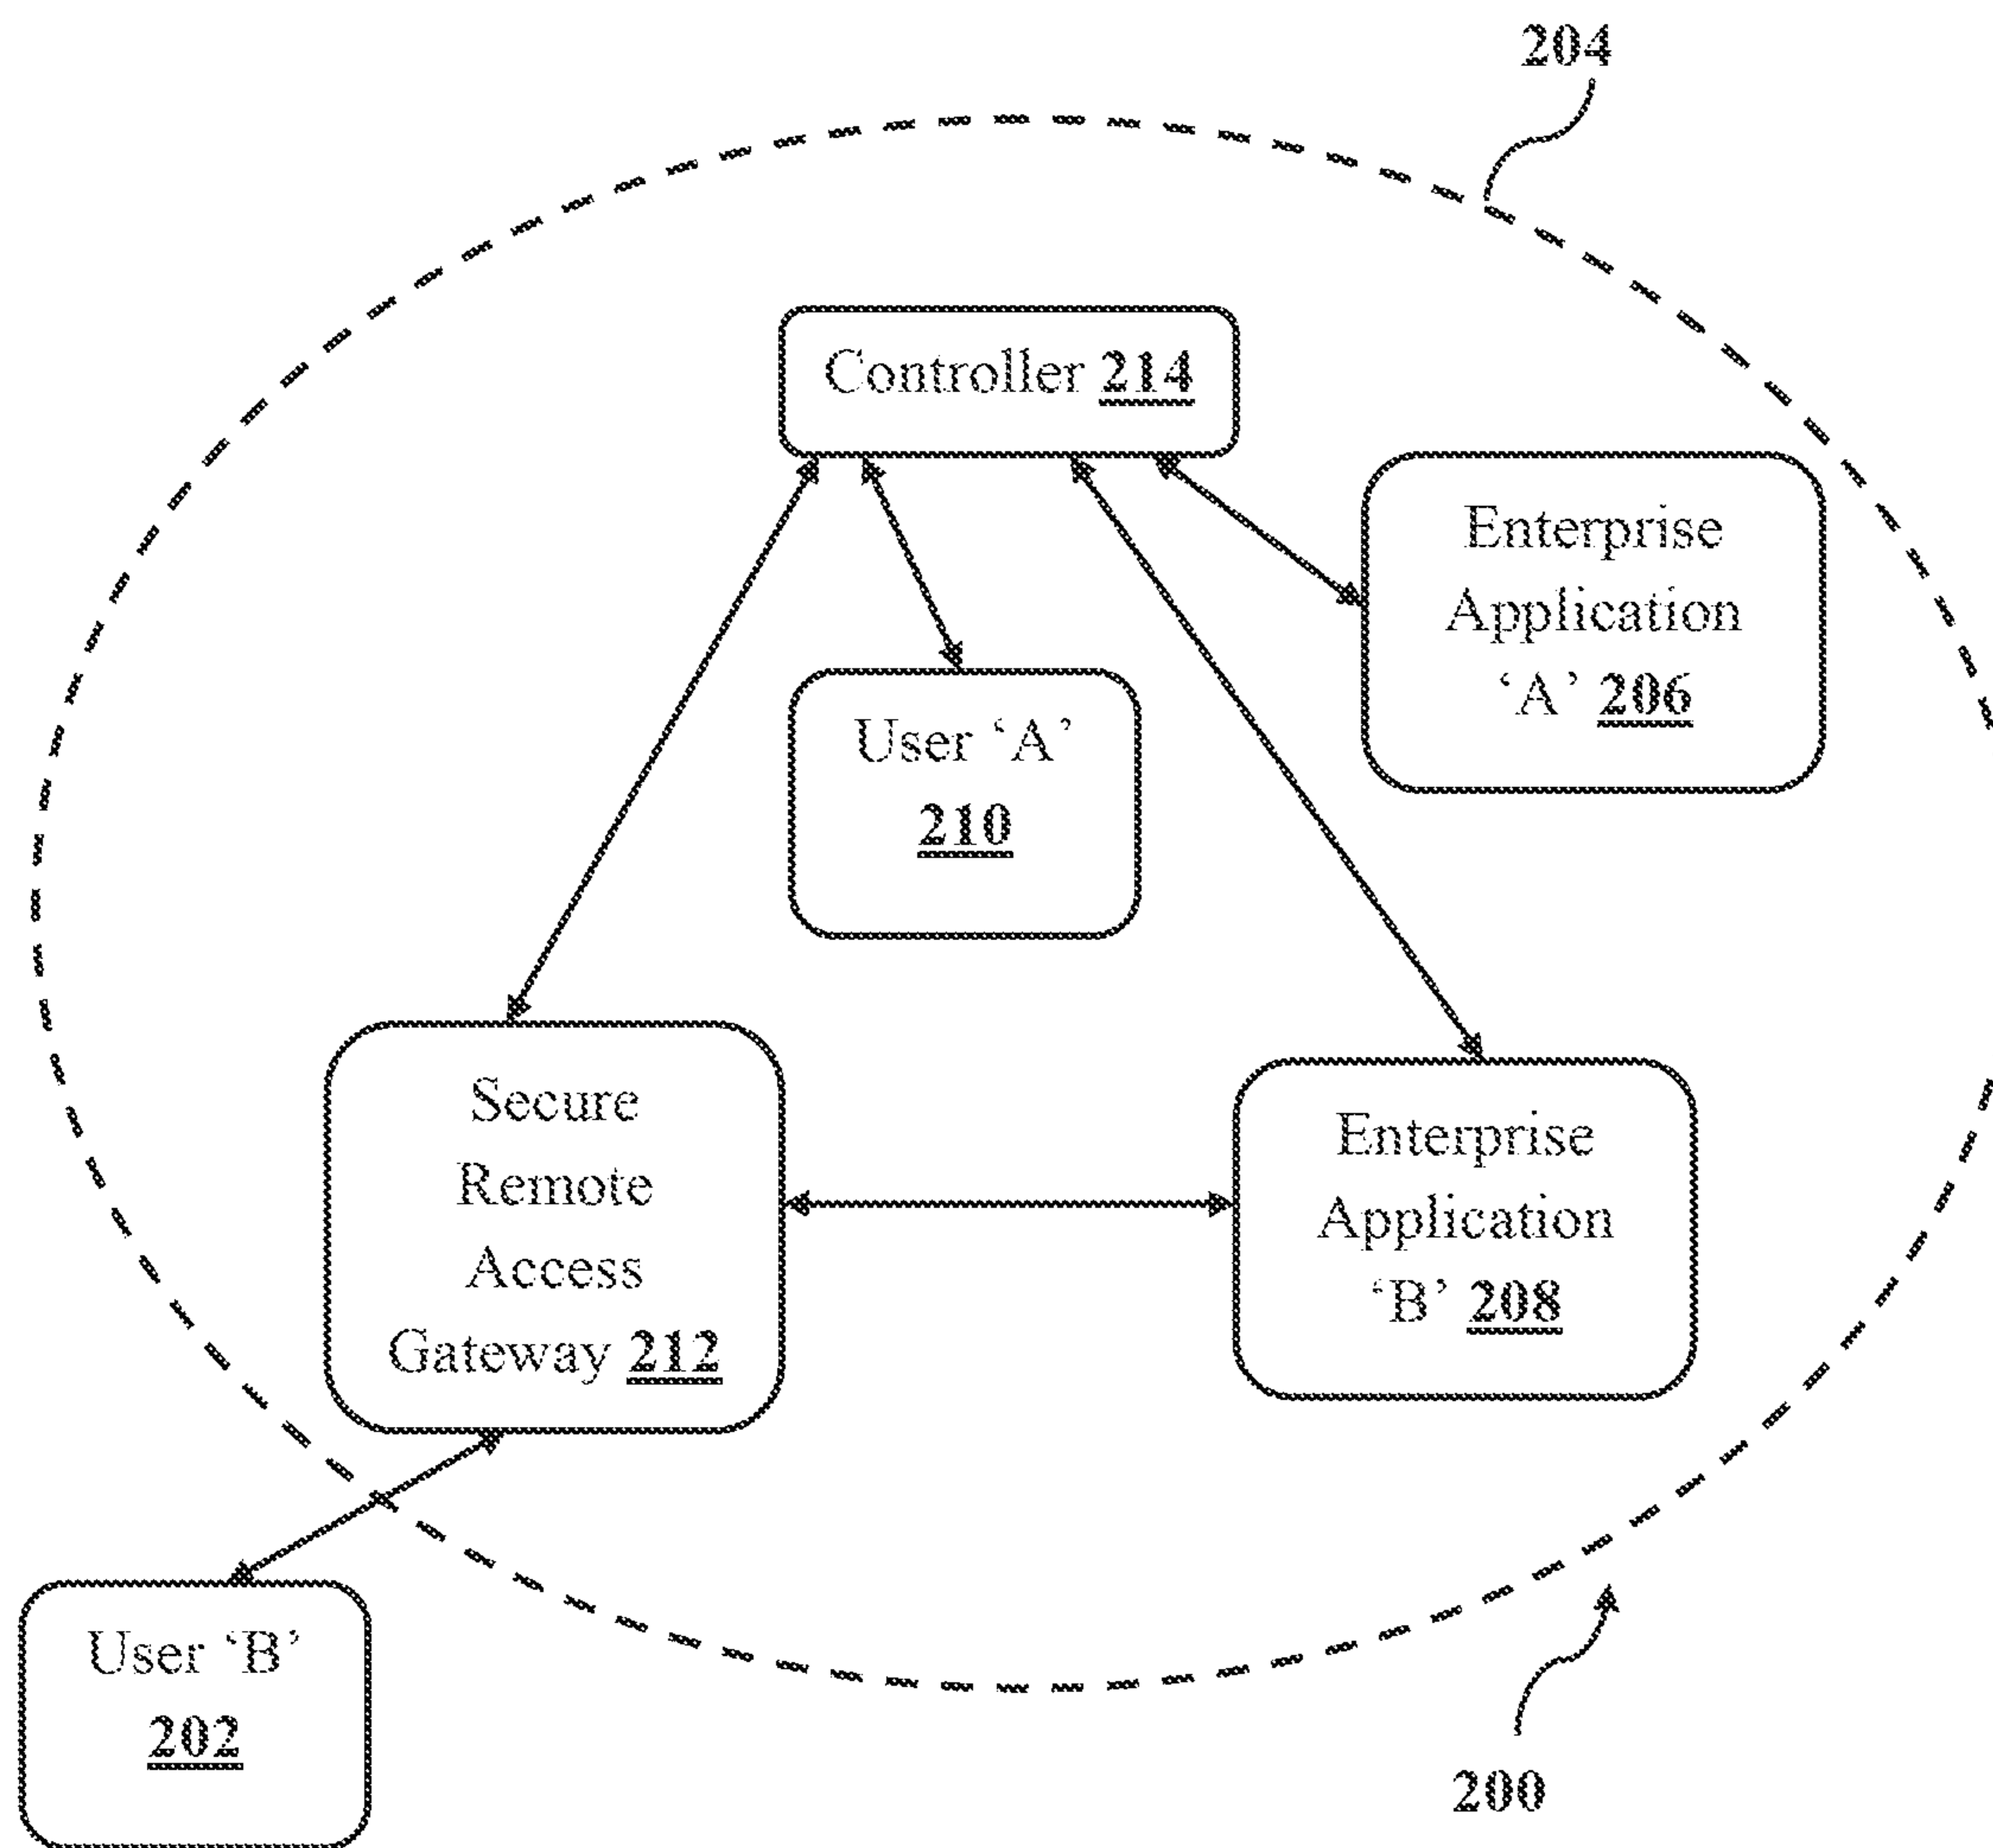 204
Controller 214
Enterprise
Application
‘A’ 206
User ‘A’
210
Secure
Remote
Access
Gateway 212
Enterprise
Application
‘B’ 208
User ‘B’
202
200